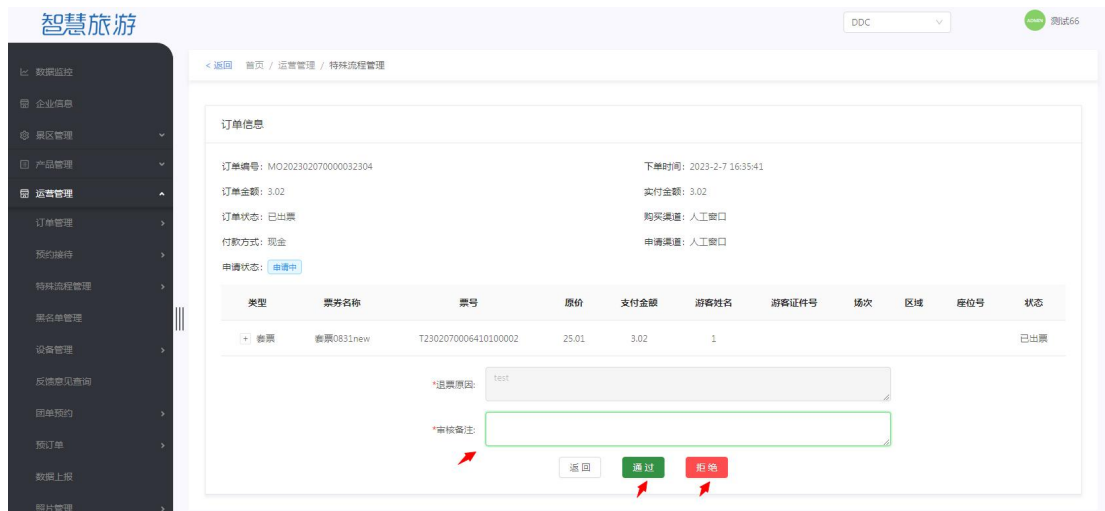 智慧旅游
DDC
测试66
数据监控
企业信息
景区管理
产品管理
运营管理
订单管理
预约接待
特殊流程管理
黑名单管理
设备管理
反馈意见查询
团单预约
预订单
数据上报
照片管理
< 返回 首页 / 运营管理 / 特殊流程管理
订单信息
订单编号: MO202302070000032304 下单时间: 2023-2-7 16:35:41
订单金额: 3.02 实付金额: 3.02
订单状态: 已出票 购买渠道: 人工窗口
付款方式: 现金 申请渠道: 人工窗口
申请状态: 申请中
类型 票券名称 票号 原价 支付金额 游客姓名 游客证件号 场次 区域 座位号 状态
+ 套票 套票0831new T2302070006410100002 25.01 3.02 1 已出票
*退票原因: test
*审核备注:
返回 通过 拒绝